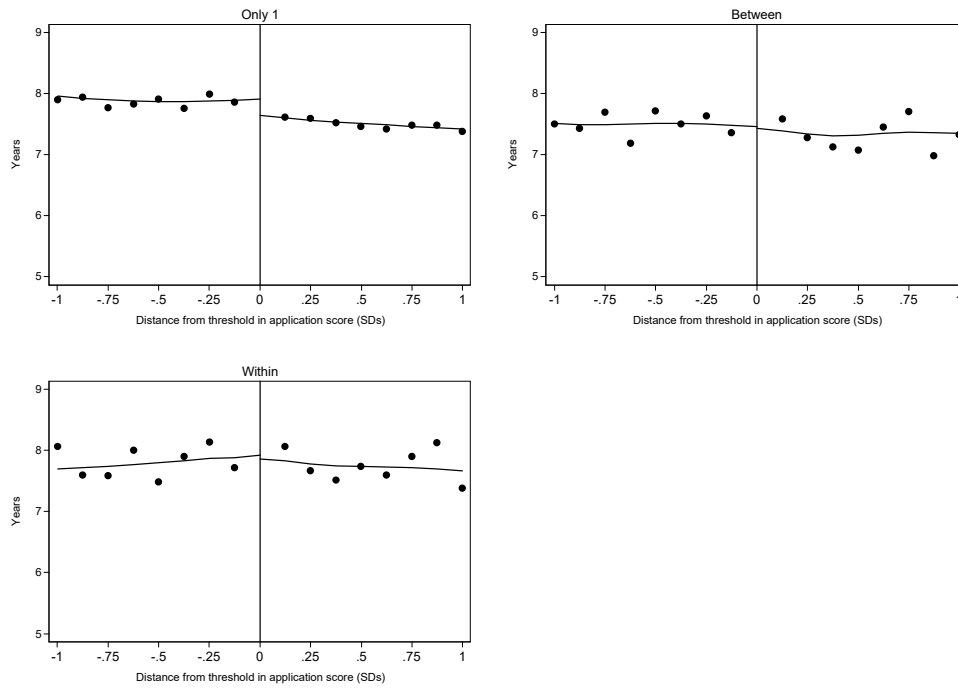 Only 1
9
8
7
6
5
Years
-1 -.75 -.5 -.25 0 .25 .5 .75 1
Distance from threshold in application score (SDs)
Between
9
8
7
6
5
Years
-1 -.75 -.5 -.25 0 .25 .5 .75 1
Distance from threshold in application score (SDs)
Within
9
8
7
6
5
Years
-1 -.75 -.5 -.25 0 .25 .5 .75 1
Distance from threshold in application score (SDs)